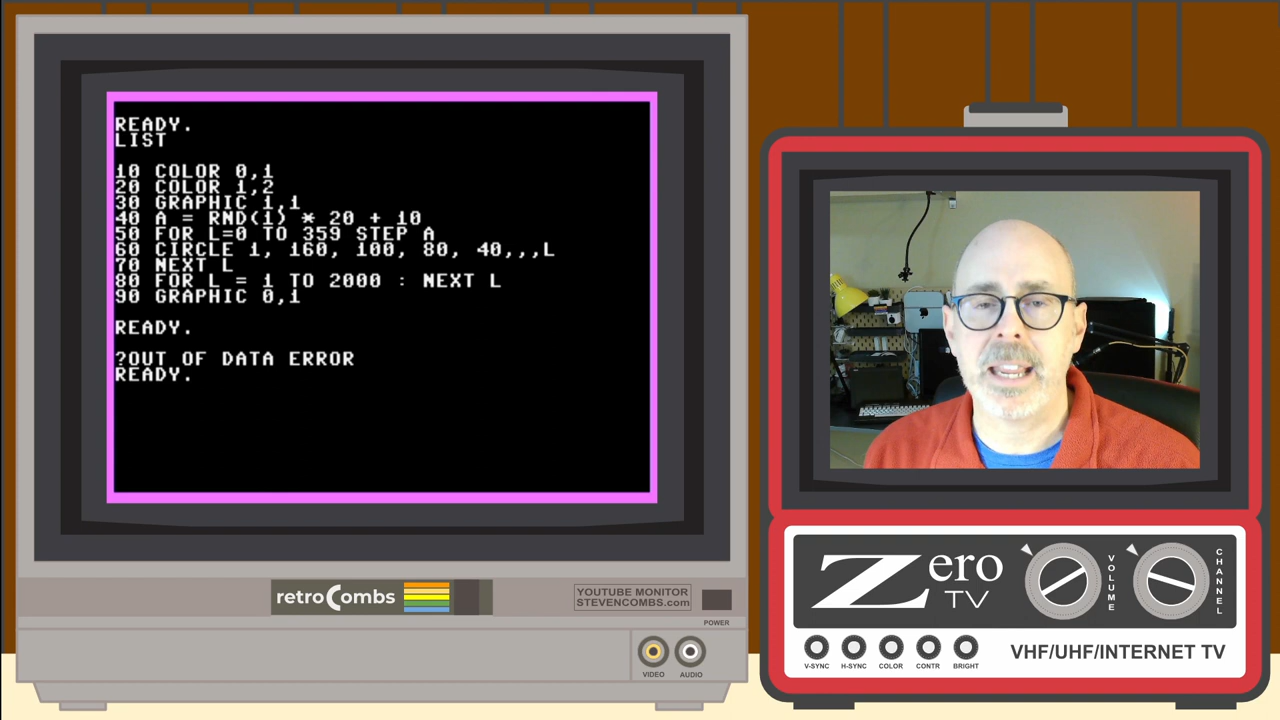 READY.
LIST
10 COLOR 0,1
20 COLOR 1,2
30 GRAPHIC 1,1
40 A = RND(1) * 20 + 10
50 FOR L=0 TO 359 STEP A
60 CIRCLE 1, 160, 100, 80, 40,,,L
70 NEXT L
80 FOR L = 1 TO 2000 : NEXT L
90 GRAPHIC 0,1
READY.
?OUT OF DATA ERROR
READY.
retroCombs
YOUTUBE MONITOR
STEVENCOMBS.com
POWER
VIDEO
AUDIO
Zero
TV
VOLUME
CHANNEL
V-SYNC
H-SYNC
COLOR
CONTR
BRIGHT
VHF/UHF/INTERNET TV